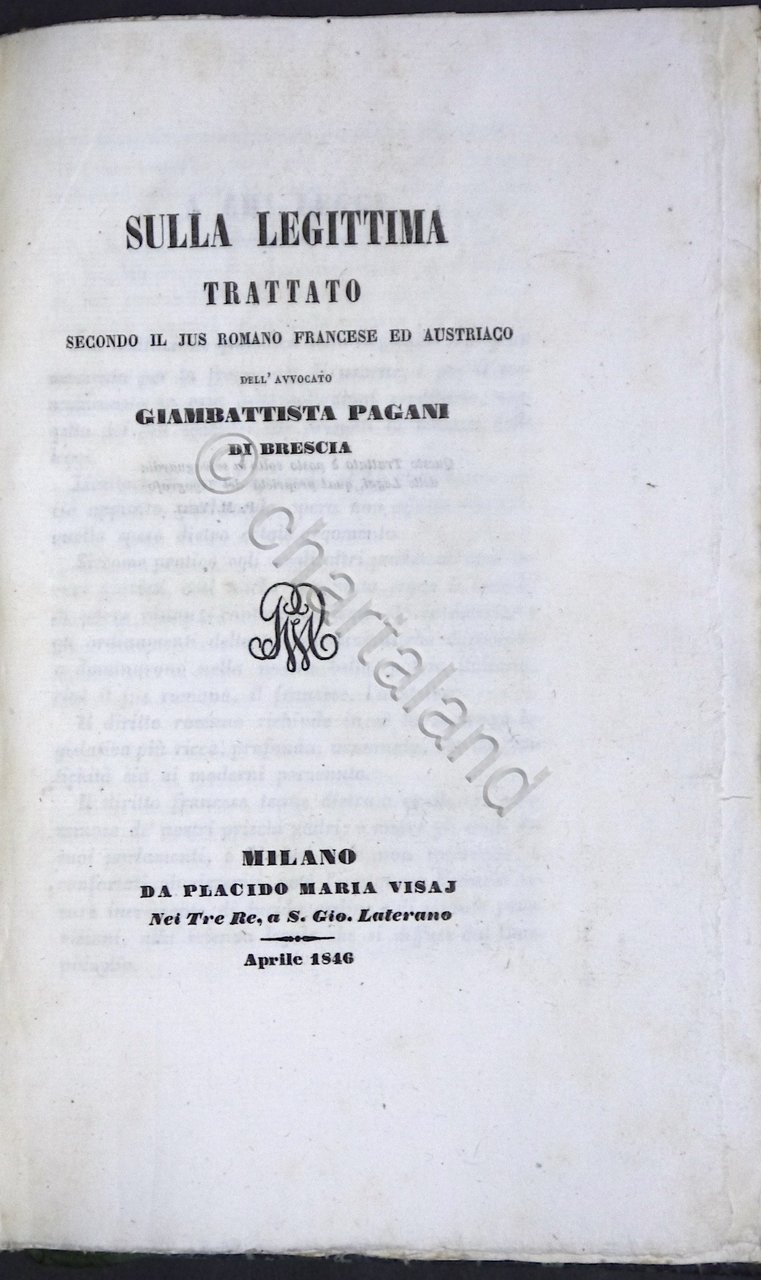 SULLA LEGITTIMA
TRATTATO
SECONDO IL JUS ROMANO FRANCESE ED AUSTRIACO
DELL' AVVOCATO
GIAMBATTISTA PAGANI
DI BRESCIA
© chartaland
MILANO
DA PLACIDO MARIA VISAJ
Nei Tre Re, a S. Gio. Laterano
Aprile 1846